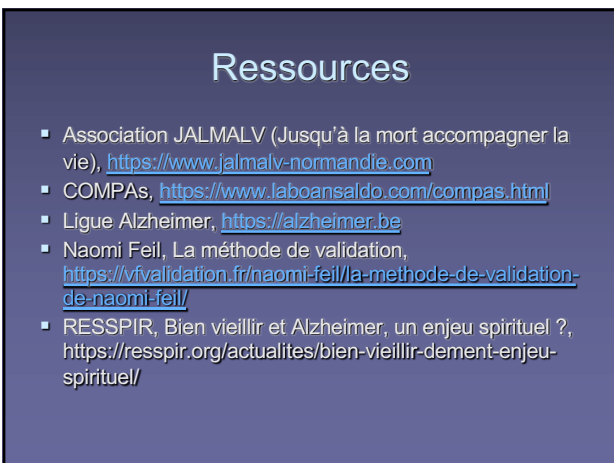 Ressources
▪ Association JALMALV (Jusqu'à la mort accompagner la
vie), https://www.jalmalv-normandie.com
▪ COMPAs, https://www.laboansaldo.com/compas.html
▪ Ligue Alzheimer, https://alzheimer.be
▪ Naomi Feil, La méthode de validation,
https://vfvalidation.fr/naomi-feil/la-methode-de-validation-
de-naomi-feil/
▪ RESSPIR, Bien vieillir et Alzheimer, un enjeu spirituel ?,
https://resspir.org/actualites/bien-vieillir-dement-enjeu-
spirituel/